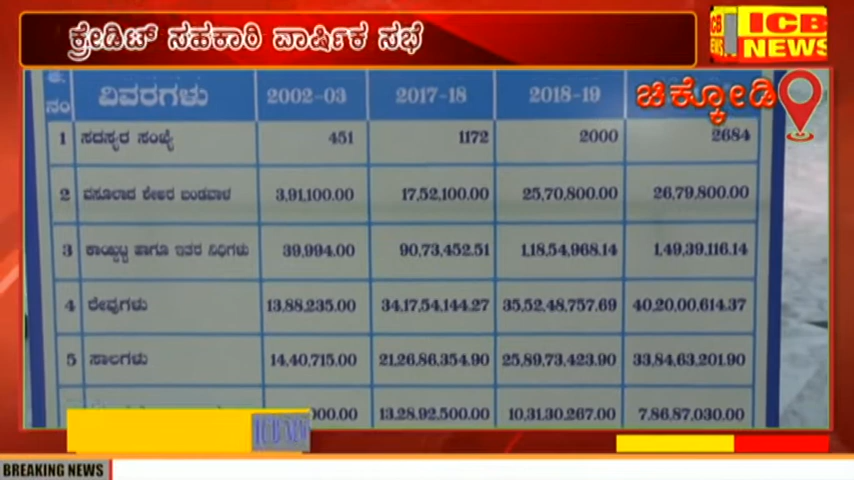 ಕ್ರೇಡಿಟ್ ಸಹಕಾರಿ ವಾರ್ಷಿಕ ಸಭೆ
ICB NEWS
ಚಿಕ್ಕೋಡಿ
ಕ್ರ. ನಂ ವಿವರಗಳು 2002-03 2017-18 2018-19
1 ಸದಸ್ಯರ ಸಂಖ್ಯೆ 451 1172 2000 2684
2 ವಸೂಲಾದ ಶೇಅರ ಬಂಡವಾಳ 3,91,100.00 17,52,100.00 25,70,800.00 26,79,800.00
3 ಕಾಯ್ದಿಟ್ಟ ಹಾಗೂ ಇತರ ನಿಧಿಗಳು 39,994.00 90,73,452.51 1,18,54,968.14 1,49,39,116.14
4 ಠೇವುಗಳು 13,88,235.00 34,17,54,144.27 35,52,48,757.69 40,20,00,614.37
5 ಸಾಲಗಳು 14,40,715.00 21,26,86,354.90 25,89,73,423.90 33,84,63,201.90
000.00 13,28,92,500.00 10,31,30,267.00 7,86,87,030.00
BREAKING NEWS